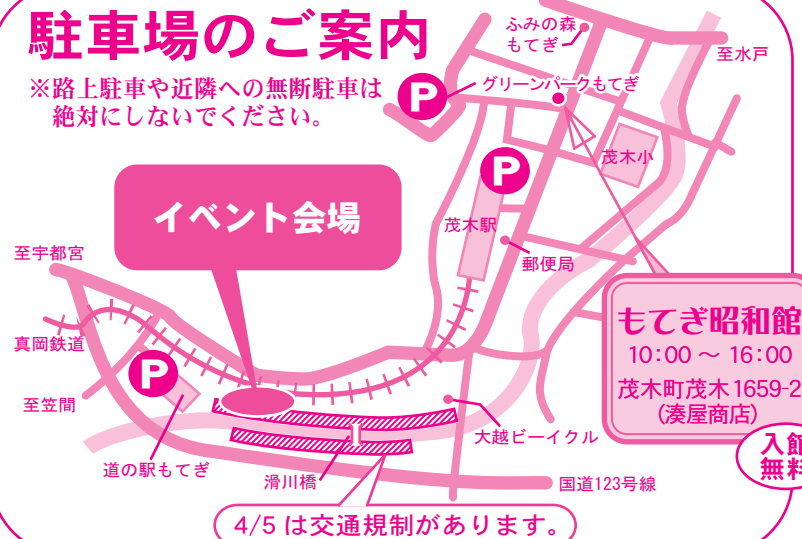 駐車場のご案内
※路上駐車や近隣への無断駐車は
絶対にしないでください。
ふみの森
もてぎ
至水戸
P
グリーンパークもてぎ
茂木小
P
イベント会場
茂木駅
郵便局
至宇都宮
もてぎ昭和館
10:00 ～ 16:00
茂木町茂木1659-2
(湊屋商店)
真岡鉄道
P
至笠間
大越ビーイクル
入館
無料
道の駅もてぎ
滑川橋
国道123号線
4/5 は交通規制があります。